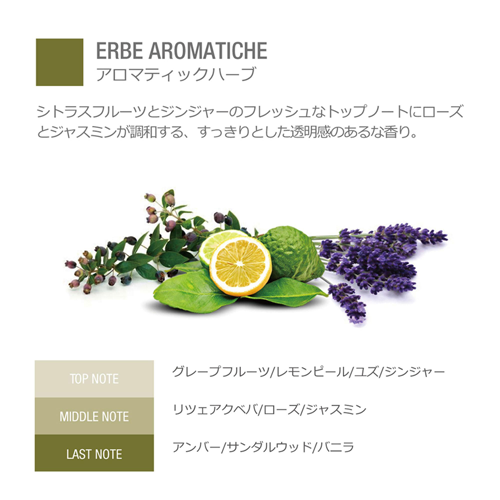 ERBE AROMATICHE
アロマティックハーブ
シトラスフルーツとジンジャーのフレッシュなトップノートにローズ
とジャスミンが調和する、すっきりとした透明感のあるな香り。
TOP NOTE グレープフルーツ/レモンピール/ユズ/ジンジャー
MIDDLE NOTE リツェアクベバ/ローズ/ジャスミン
LAST NOTE アンバー/サンダルウッド/バニラ